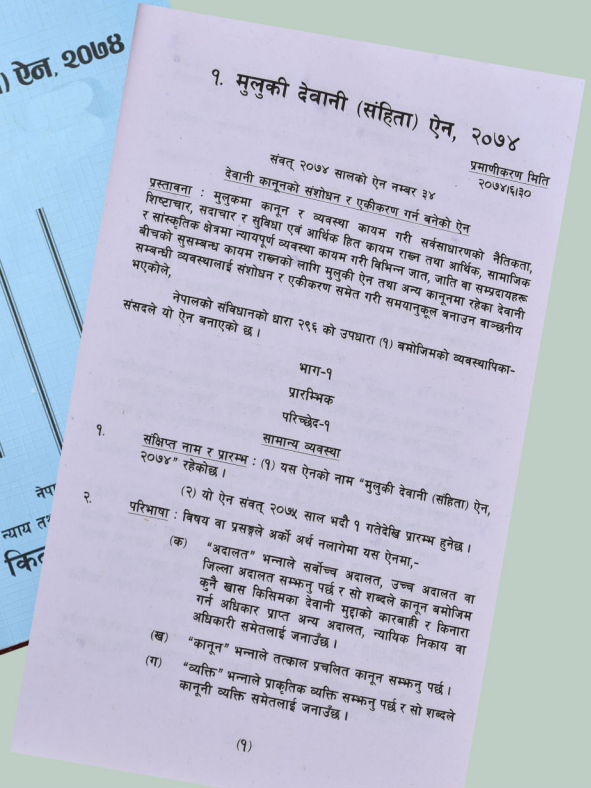 ) ऐन, २०७४
नेपा
न्याय तथ
१. मुलुकी देवानी (संहिता) ऐन, २०७४
प्रमाणीकरण मिति
२०७४।६।३०
संवत् २०७४ सालको ऐन नम्बर ३४
देवानी कानूनको संशोधन र एकीकरण गर्न बनेको ऐन
प्रस्तावना : मुलुकमा कानून र व्यवस्था कायम गरी सर्वसाधारणको नैतिकता,
शिष्टाचार, सदाचार र सुविधा एवं आर्थिक हित कायम राख्न तथा आर्थिक, सामाजिक
र सांस्कृतिक क्षेत्रमा न्यायपूर्ण व्यवस्था कायम गरी विभिन्न जात, जाति वा सम्प्रदायहरू
बीचको सुसम्बन्ध कायम राख्नको लागि मुलुकी ऐन तथा अन्य कानूनमा रहेका देवानी
सम्बन्धी व्यवस्थालाई संशोधन र एकीकरण समेत गरी समयानुकूल बनाउन वाञ्छनीय
भएकोले,
नेपालको संविधानको धारा २९६ को उपधारा (१) बमोजिमको व्यवस्थापिका-
संसदले यो ऐन बनाएको छ ।
भाग-१
प्रारम्भिक
परिच्छेद-१
सामान्य व्यवस्था
१. संक्षिप्त नाम र प्रारम्भ : (१) यस ऐनको नाम “मुलुकी देवानी (संहिता) ऐन,
२०७४” रहेकोछ ।
(२) यो ऐन संवत् २०७५ साल भदौ १ गतेदेखि प्रारम्भ हुनेछ ।
२. परिभाषा : विषय वा प्रसङ्गले अर्को अर्थ नलागेमा यस ऐनमा,-
(क) “अदालत” भन्नाले सर्वोच्च अदालत, उच्च अदालत वा
जिल्ला अदालत सम्झनु पर्छ र सो शब्दले कानून बमोजिम
कुनै खास किसिमका देवानी मुद्दाको कारबाही र किनारा
गर्न अधिकार प्राप्त अन्य अदालत, न्यायिक निकाय वा
अधिकारी समेतलाई जनाउँछ ।
(ख) “कानून” भन्नाले तत्काल प्रचलित कानून सम्झनु पर्छ ।
(ग) “व्यक्ति” भन्नाले प्राकृतिक व्यक्ति सम्झनु पर्छ र सो शब्दले
कानूनी व्यक्ति समेतलाई जनाउँछ ।
(१)